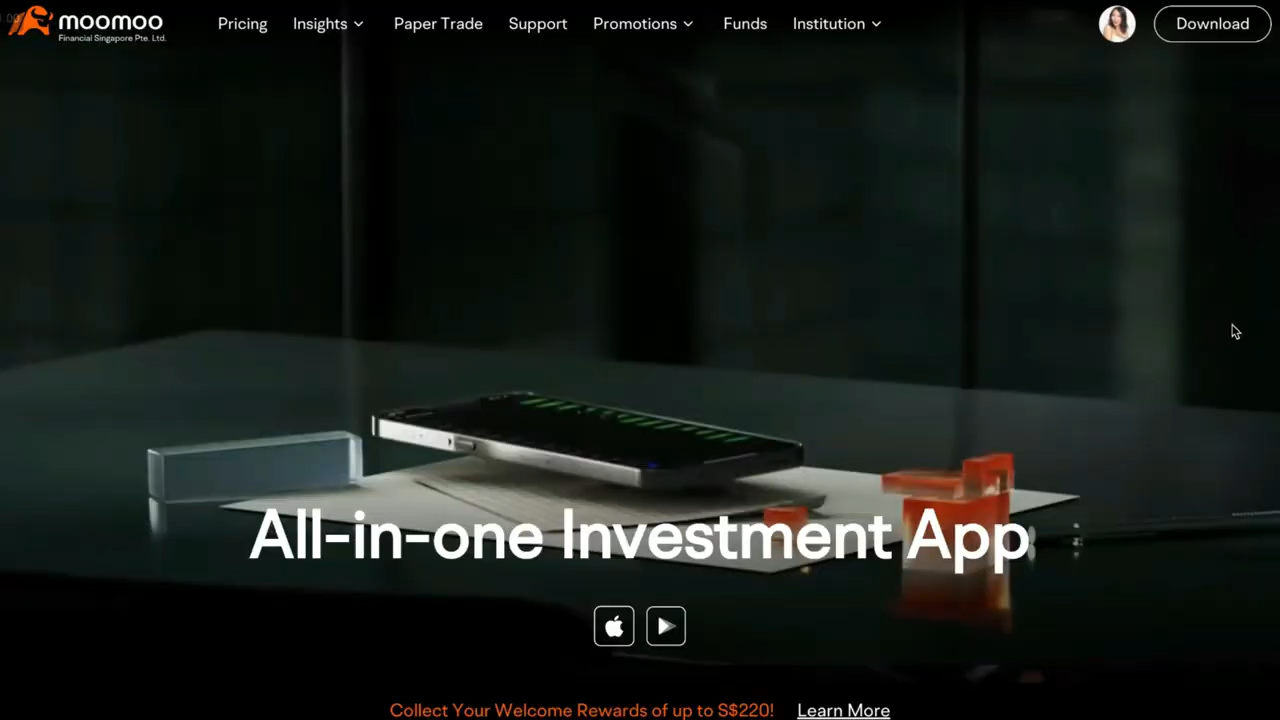 moomoo
Financial Singapore Pte. Ltd.
Pricing
Insights
Paper Trade
Support
Promotions
Funds
Institution
Download
All-in-one Investment App
Collect Your Welcome Rewards of up to S$220!
Learn More